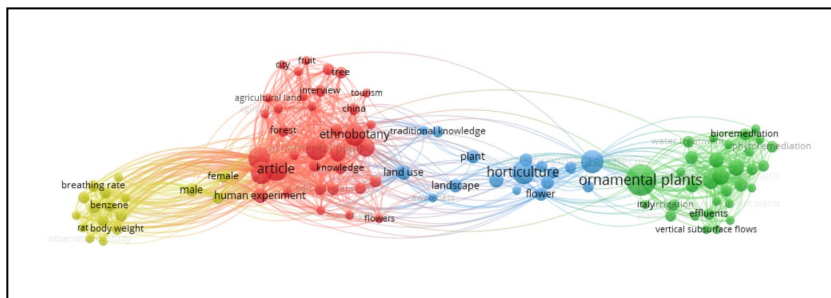 city
fruit
tree
agricultural land
interview
tourism
china
forest
ethnobotany
traditional knowledge
bioremediation
phytoremediation
article
knowledge
plant
female
land use
horticulture
ornamental plants
breathing rate
male
human experiment
landscape
flower
benzene
flowers
italy
irrigation
effluents
rat
body weight
vertical subsurface flows